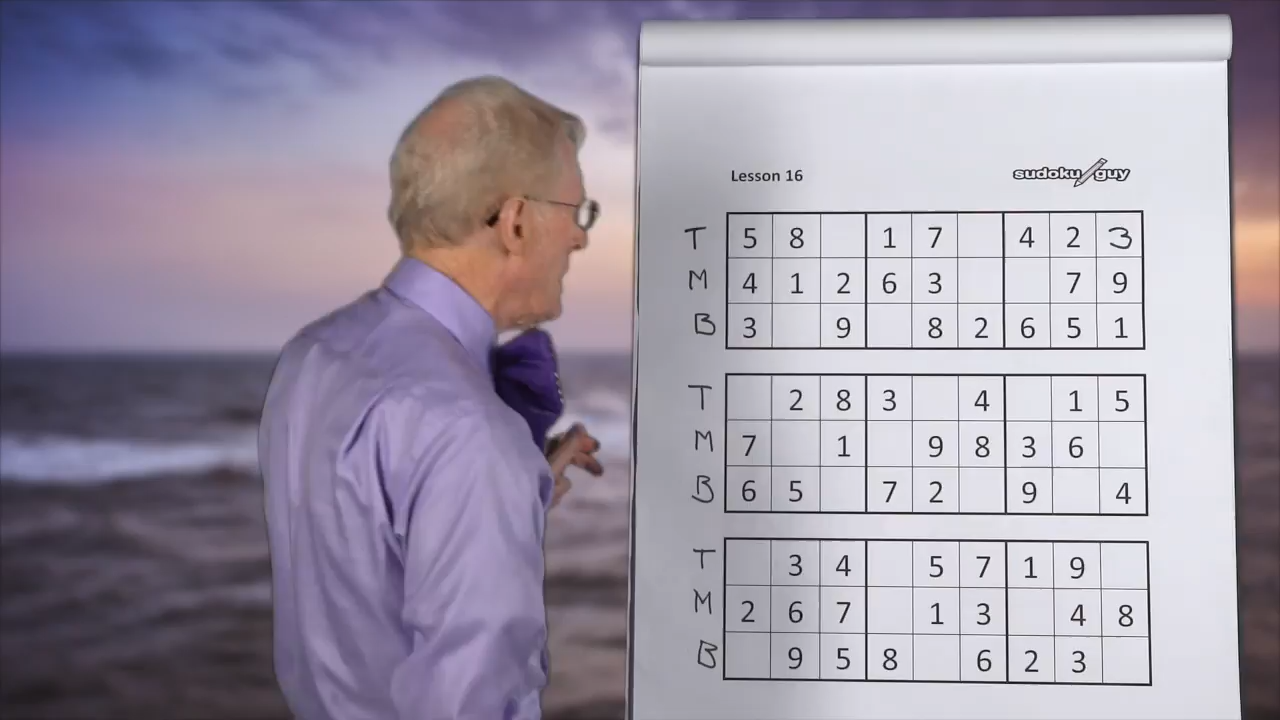 Lesson 16
sudoku guy
T 5 8 1 7 4 2 3
M 4 1 2 6 3 7 9
B 3 9 8 2 6 5 1
T 2 8 3 4 1 5
M 7 1 9 8 3 6
B 6 5 7 2 9 4
T 3 4 5 7 1 9
M 2 6 7 1 3 4 8
B 9 5 8 6 2 3